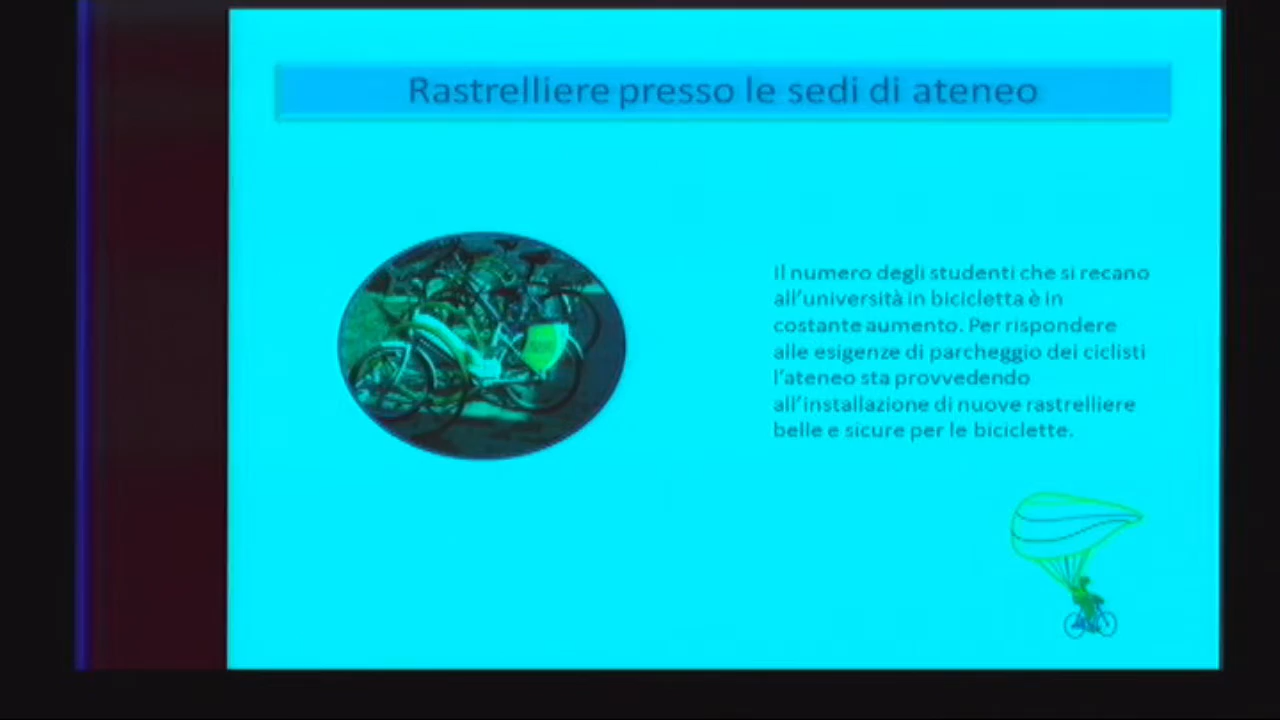 Rastrelliere presso le sedi di ateneo
Il numero degli studenti che si recano
all'università in bicicletta è in
costante aumento. Per rispondere
alle esigenze di parcheggio dei ciclisti
l'ateneo sta provvedendo
all'installazione di nuove rastrelliere
belle e sicure per le biciclette.